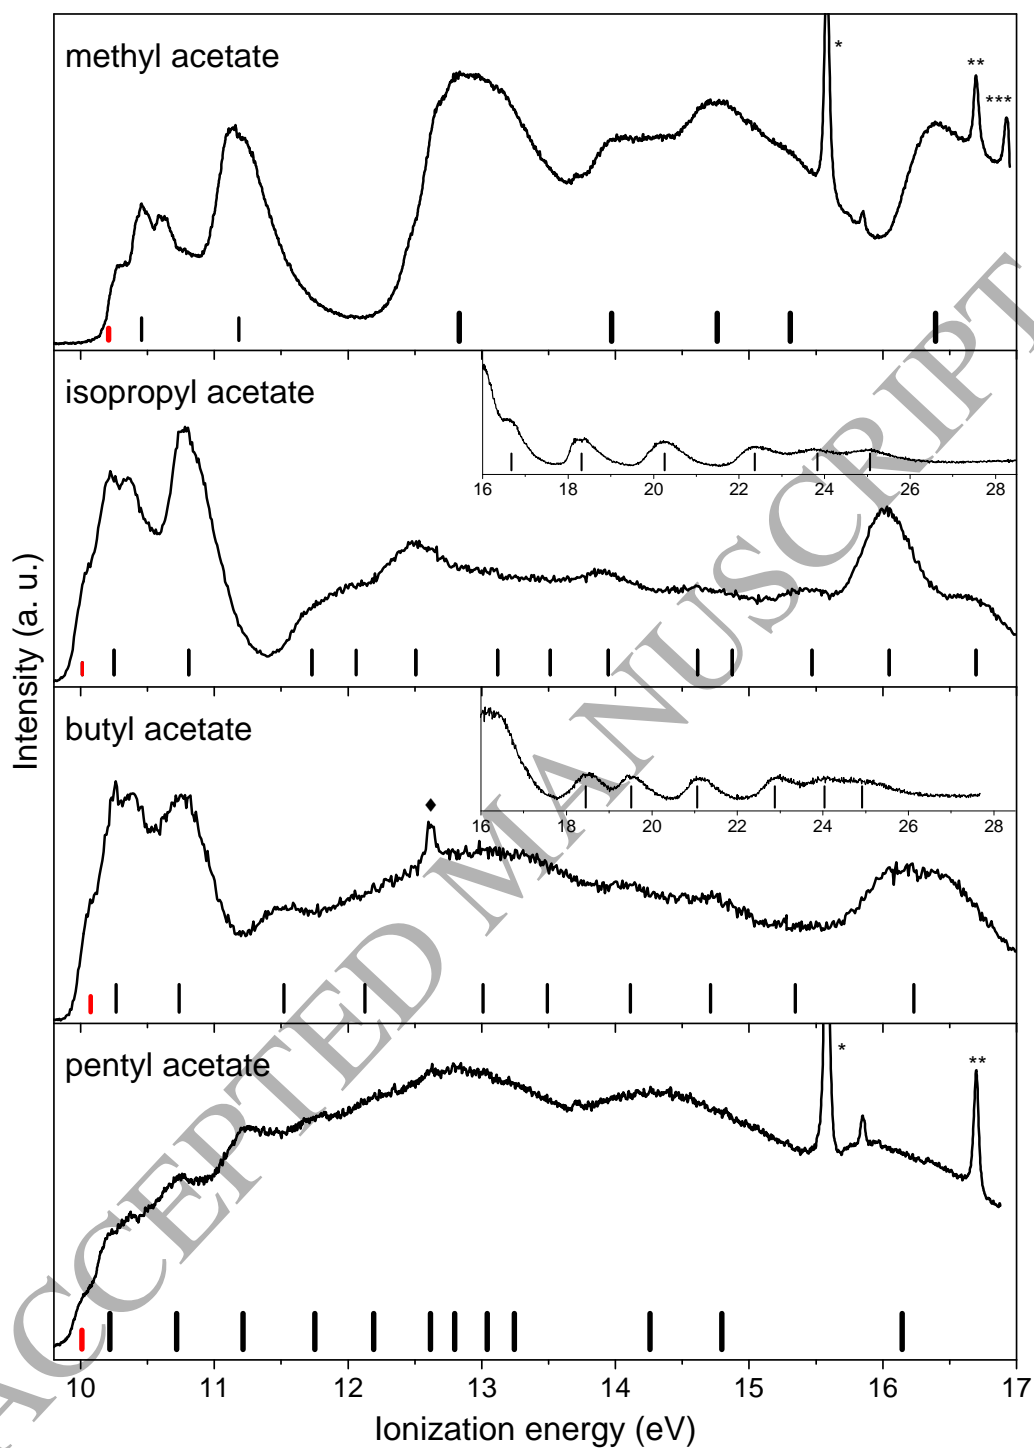 methyl acetate
*
**
***
isopropyl acetate
16 18 20 22 24 26 28
butyl acetate
16 18 20 22 24 26 28
♦
pentyl acetate
*
**
10 11 12 13 14 15 16 17
Ionization energy (eV)
Intensity (a. u.)
ACCEPTED MANUSCRIPT